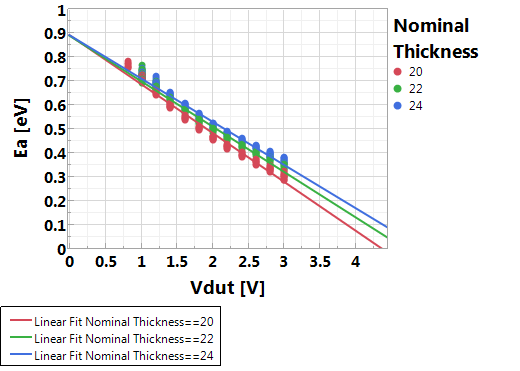 1
0.9
0.8
0.7
0.6
0.5
0.4
0.3
0.2
0.1
0
Ea [eV]
0 0.5 1 1.5 2 2.5 3 3.5 4
Vdut [V]
Nominal
Thickness
20
22
24
Linear Fit Nominal Thickness==20
Linear Fit Nominal Thickness==22
Linear Fit Nominal Thickness==24